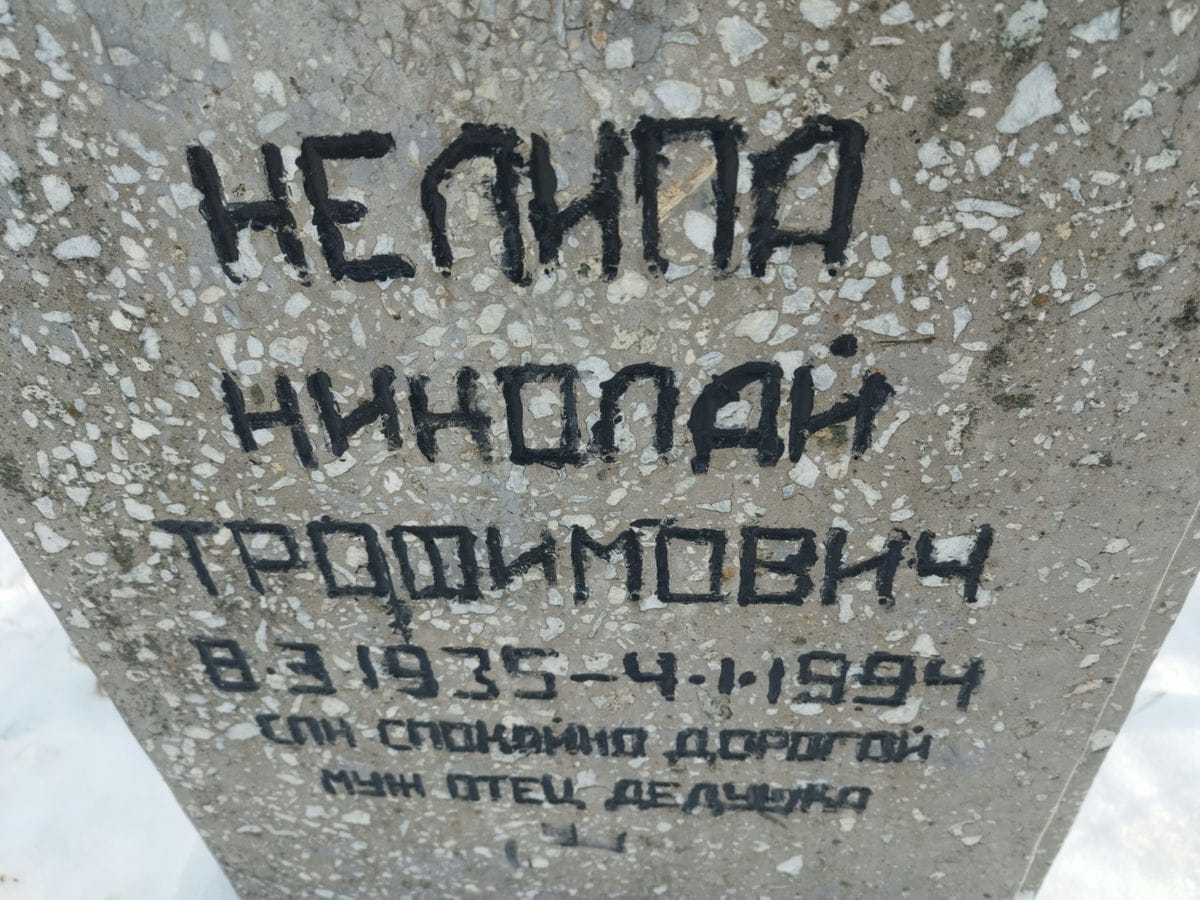 НЕЛИПА
НИКОЛАЙ
ТРОФИМОВИЧ
8.3.1935-4.1.1994
СПИ СПОКОЙНО ДОРОГОЙ
МУЖ ОТЕЦ ДЕДУШКА